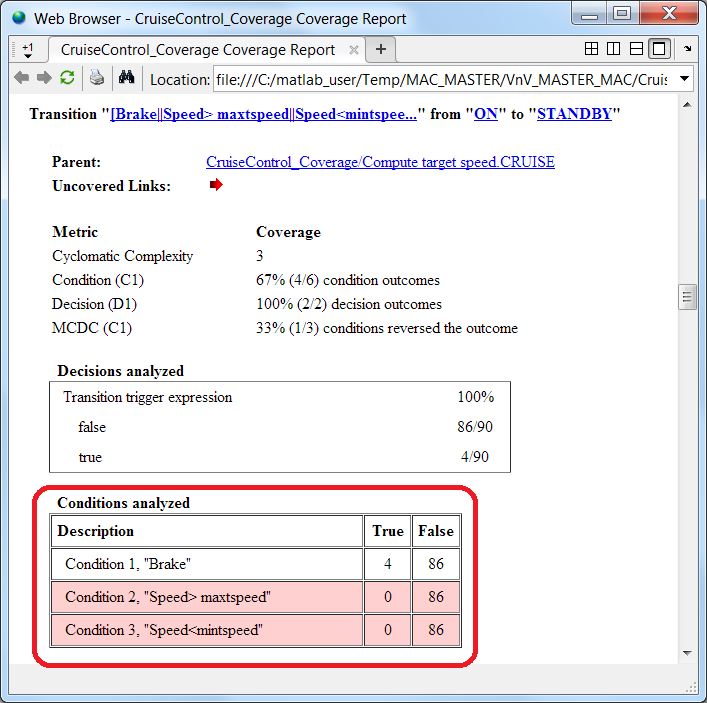 Web Browser - CruiseControl_Coverage Coverage Report
+1 CruiseControl_Coverage Coverage Report × +
Location: file:///C:/matlab_user/Temp/MAC_MASTER/VnV_MASTER_MAC/Cruis
Transition "[Brake||Speed> maxtspeed||Speed<mintspee..." from "ON" to "STANDBY"
Parent: CruiseControl_Coverage/Compute target speed.CRUISE
Uncovered Links:
Metric Coverage
Cyclomatic Complexity 3
Condition (C1) 67% (4/6) condition outcomes
Decision (D1) 100% (2/2) decision outcomes
MCDC (C1) 33% (1/3) conditions reversed the outcome
Decisions analyzed
Transition trigger expression 100%
false 86/90
true 4/90
Conditions analyzed
Description True False
Condition 1, "Brake" 4 86
Condition 2, "Speed> maxtspeed" 0 86
Condition 3, "Speed<mintspeed" 0 86